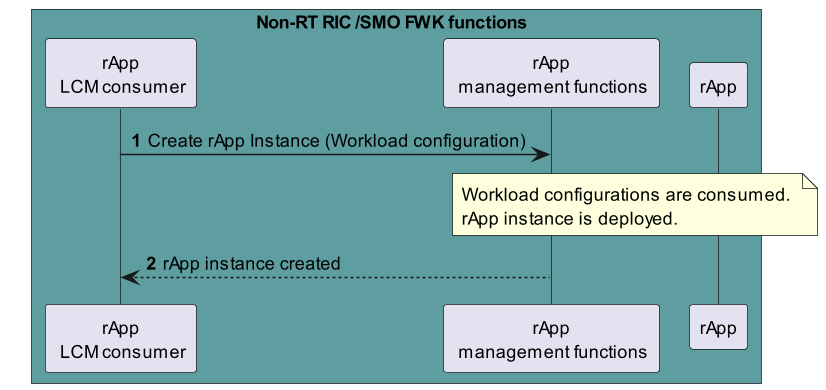 Non-RT RIC /SMO FWK functions
rApp
LCM consumer
rApp
management functions
rApp
1 Create rApp Instance (Workload configuration)
Workload configurations are consumed.
rApp instance is deployed.
2 rApp instance created
rApp
LCM consumer
rApp
management functions
rApp